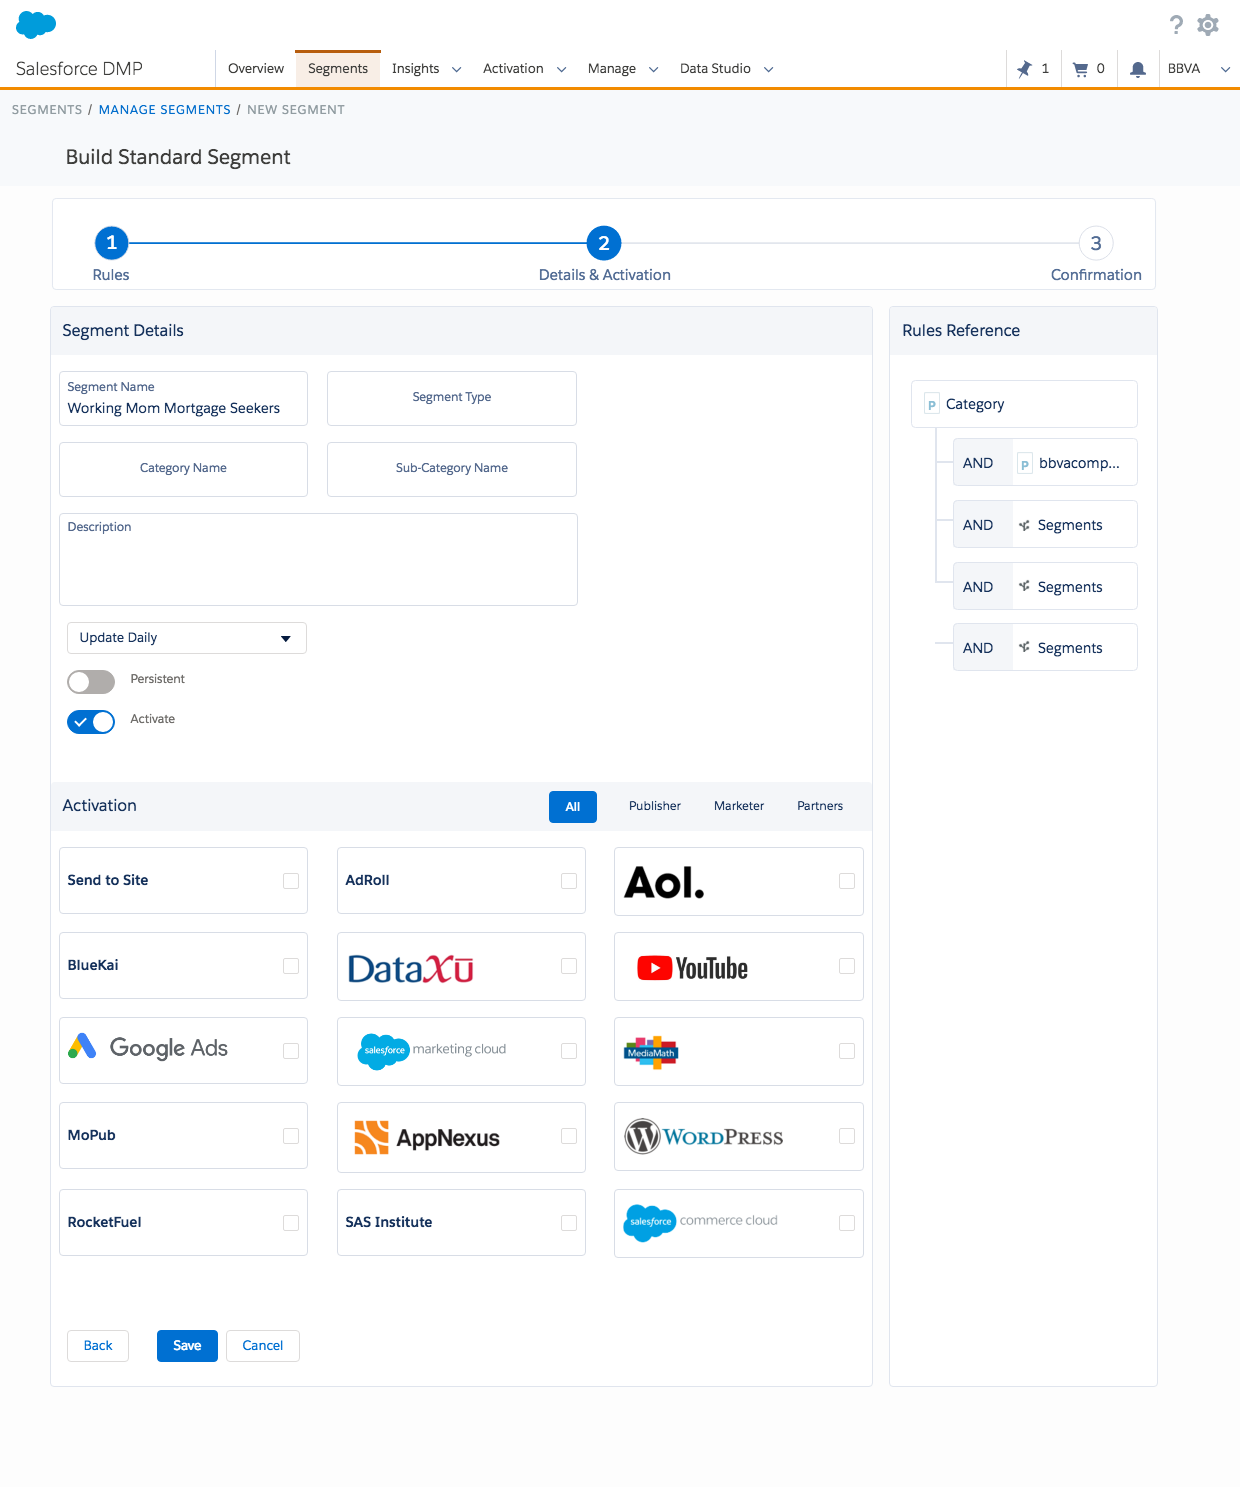 Salesforce DMP
Overview
Segments
Insights
Activation
Manage
Data Studio
1
0
BBVA
SEGMENTS / MANAGE SEGMENTS / NEW SEGMENT
Build Standard Segment
1
2
3
Rules
Details & Activation
Confirmation
Segment Details
Segment Name
Working Mom Mortgage Seekers
Segment Type
Category Name
Sub-Category Name
Description
Update Daily
Persistent
Activate
Rules Reference
p Category
AND p bbvacomp...
AND Segments
AND Segments
AND Segments
Activation
All
Publisher
Marketer
Partners
Send to Site
AdRoll
Aol.
BlueKai
DataXū
YouTube
Google Ads
salesforce marketing cloud
MediaMath
MoPub
AppNexus
WORDPRESS
RocketFuel
SAS Institute
salesforce commerce cloud
Back
Save
Cancel